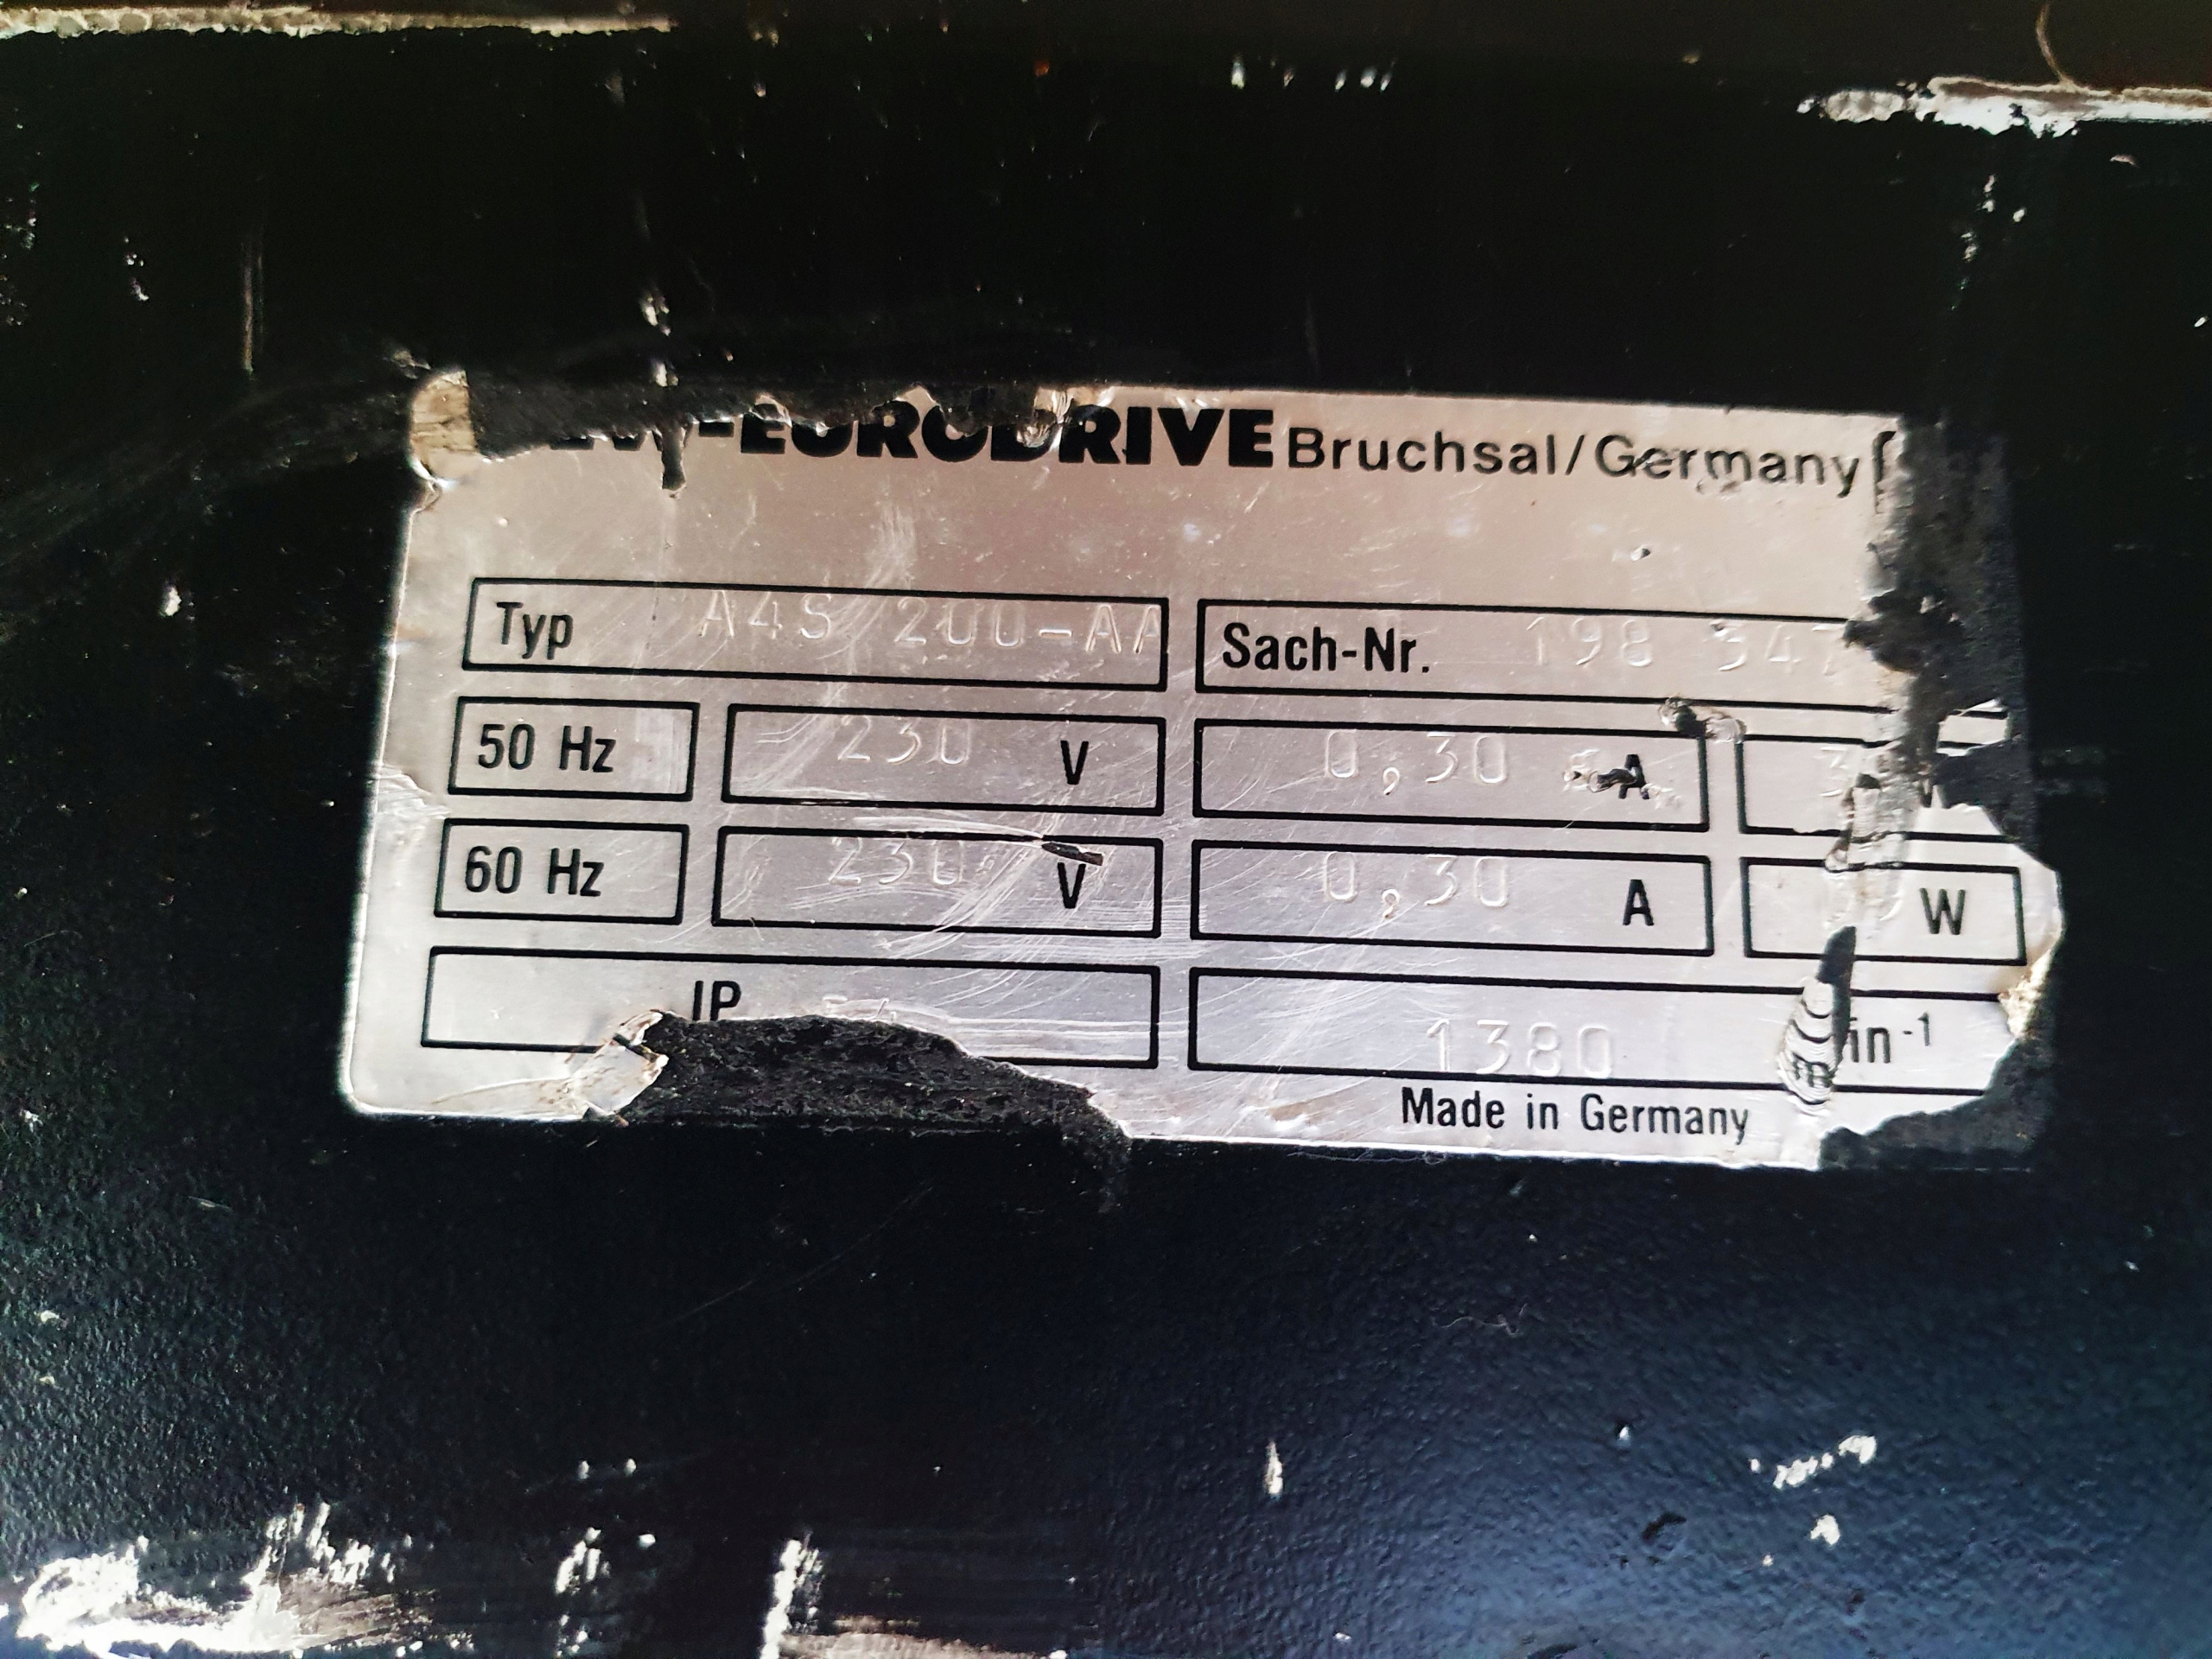 -EURODRIVE Bruchsal/Germany
Typ A4S 200-AA Sach-Nr. 198 347
50 Hz 230 V 0,30 A
60 Hz 230 V 0,30 A W
IP 1380 min-1
Made in Germany